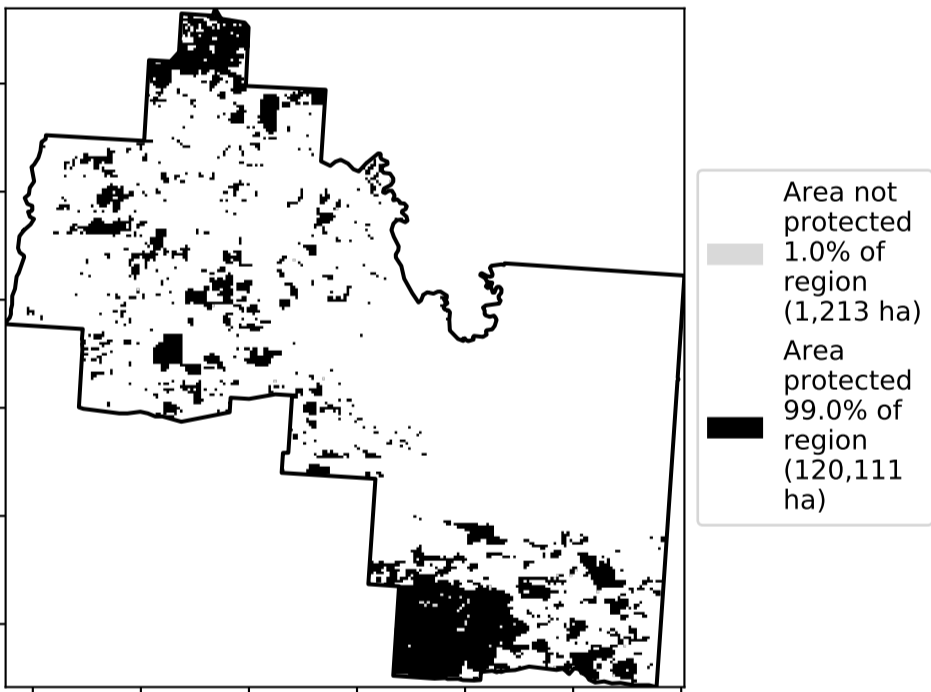 Area not
protected
1.0% of
region
(1,213 ha)
Area
protected
99.0% of
region
(120,111
ha)